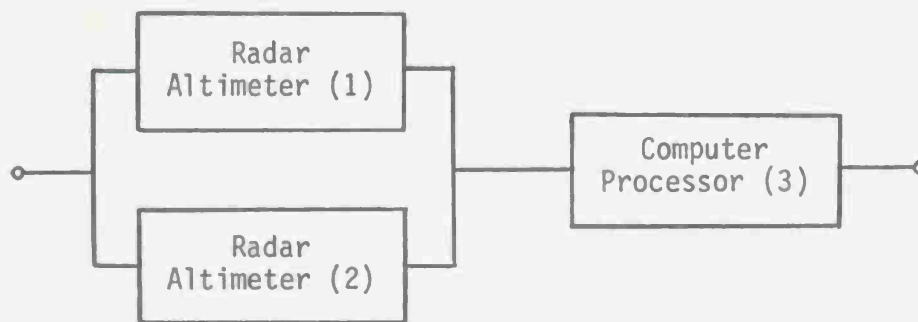 Radar
Altimeter (1)
Computer
Processor (3)
Radar
Altimeter (2)